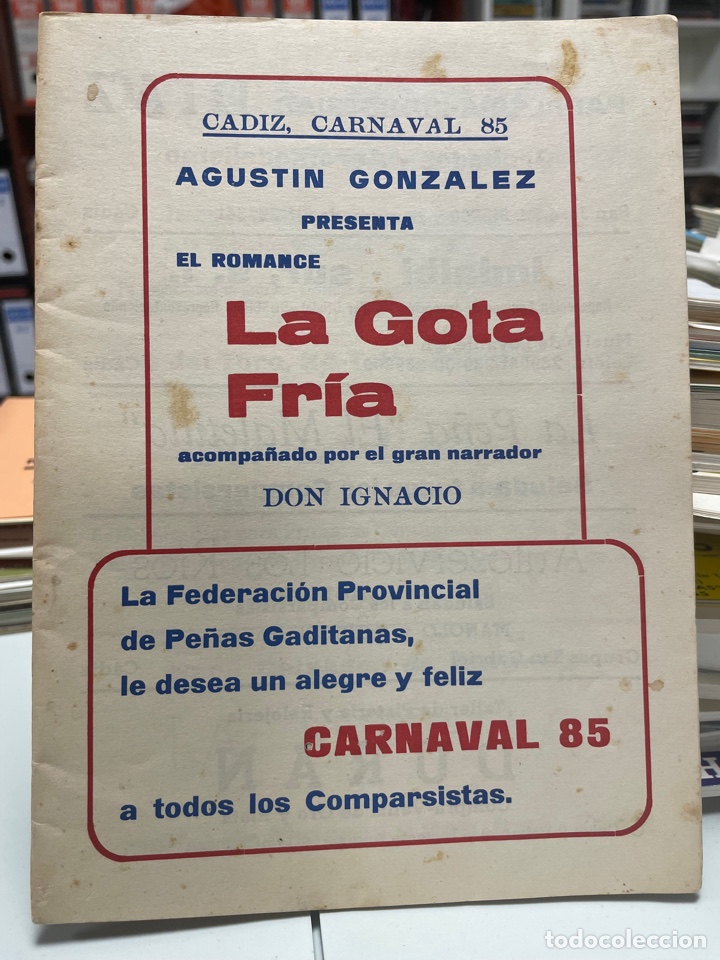 CADIZ, CARNAVAL 85
AGUSTIN GONZALEZ
PRESENTA
EL ROMANCE
La Gota
Fría
acompañado por el gran narrador
DON IGNACIO
La Federación Provincial
de Peñas Gaditanas,
le desea un alegre y feliz
CARNAVAL 85
a todos los Comparsistas.
todocoleccion